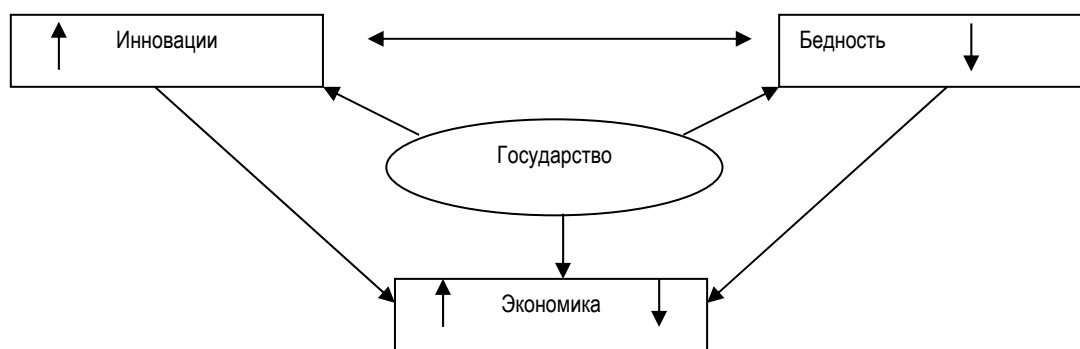 Инновации
Бедность
Государство
Экономика